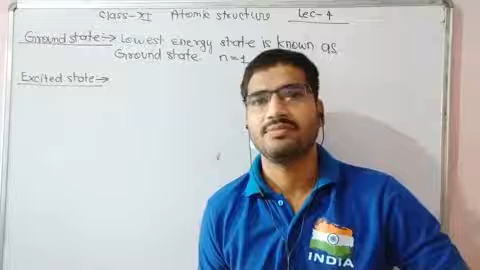 Class-XI Atomic structure Lec-4
Ground state→ Lowest Energy state is known as
Ground state. n=1
Excited state→
INDIA